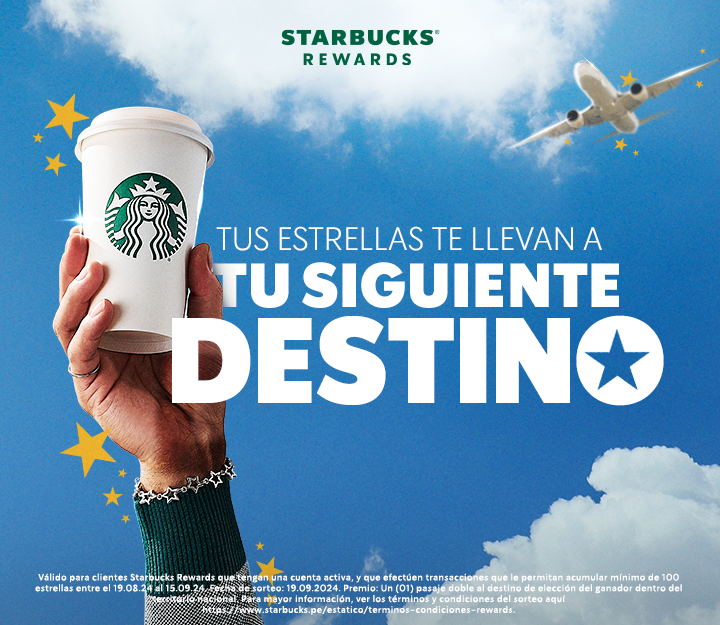 STARBUCKS®
REWARDS
TUS ESTRELLAS TE LLEVAN A
TU SIGUIENTE
DESTINO
Válido para clientes Starbucks Rewards que tengan una cuenta activa, y que efectúen transacciones que le permitan acumular mínimo de 100
estrellas entre el 19.08.24 al 15.09.24. Fecha de sorteo: 19.09.2024. Premio: Un (01) pasaje doble al destino de elección del ganador dentro del
territorio nacional. Para mayor información, ver los términos y condiciones del sorteo aquí
https://www.starbucks.pe/estatico/terminos-condiciones-rewards.